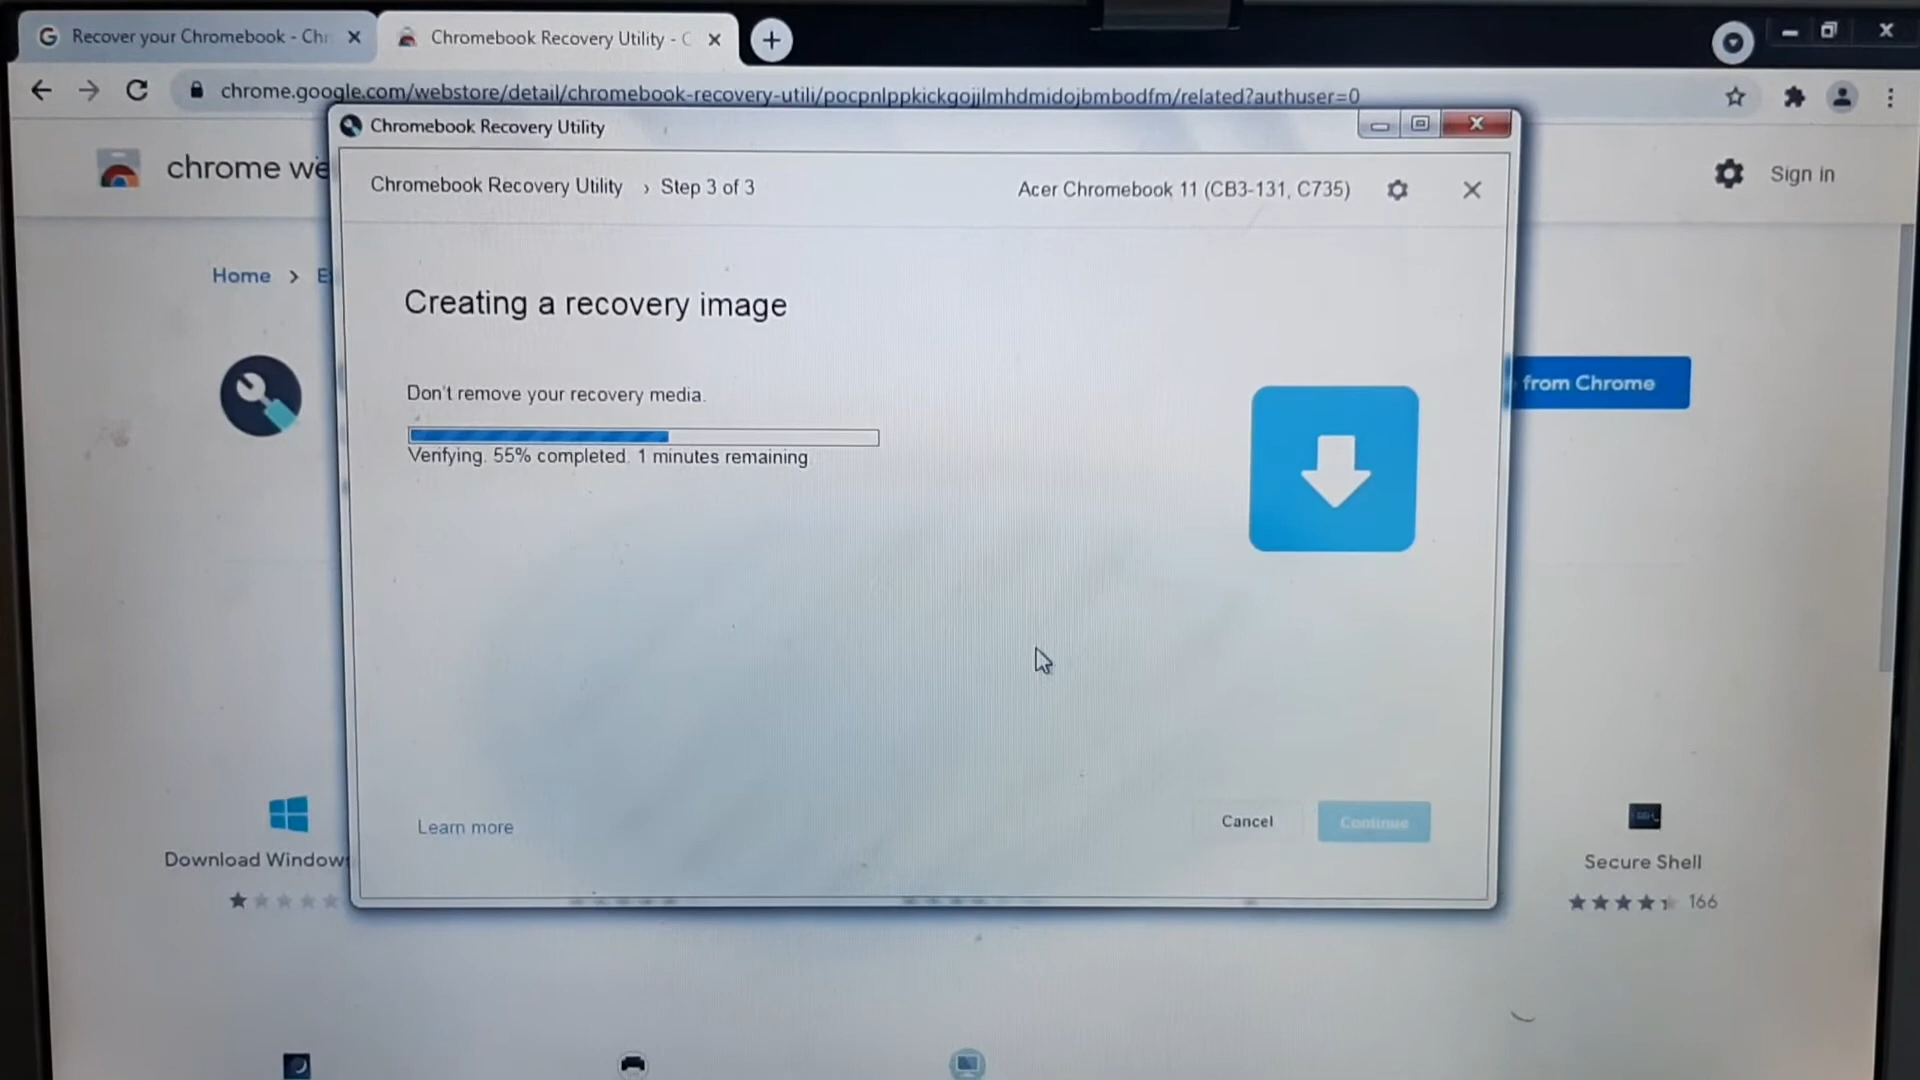 Recover your Chromebook - Chr
Chromebook Recovery Utility - C
chrome.google.com/webstore/detail/chromebook-recovery-utili/pocpnlppkickgojjlmhdmidojbmbodfm/related?authuser=0
Chromebook Recovery Utility
chrome we
Sign in
Chromebook Recovery Utility › Step 3 of 3
Acer Chromebook 11 (CB3-131, C735)
Home > E
Creating a recovery image
from Chrome
Don't remove your recovery media.
Verifying. 55% completed. 1 minutes remaining.
Learn more
Cancel
Continue
Download Windows
Secure Shell
166